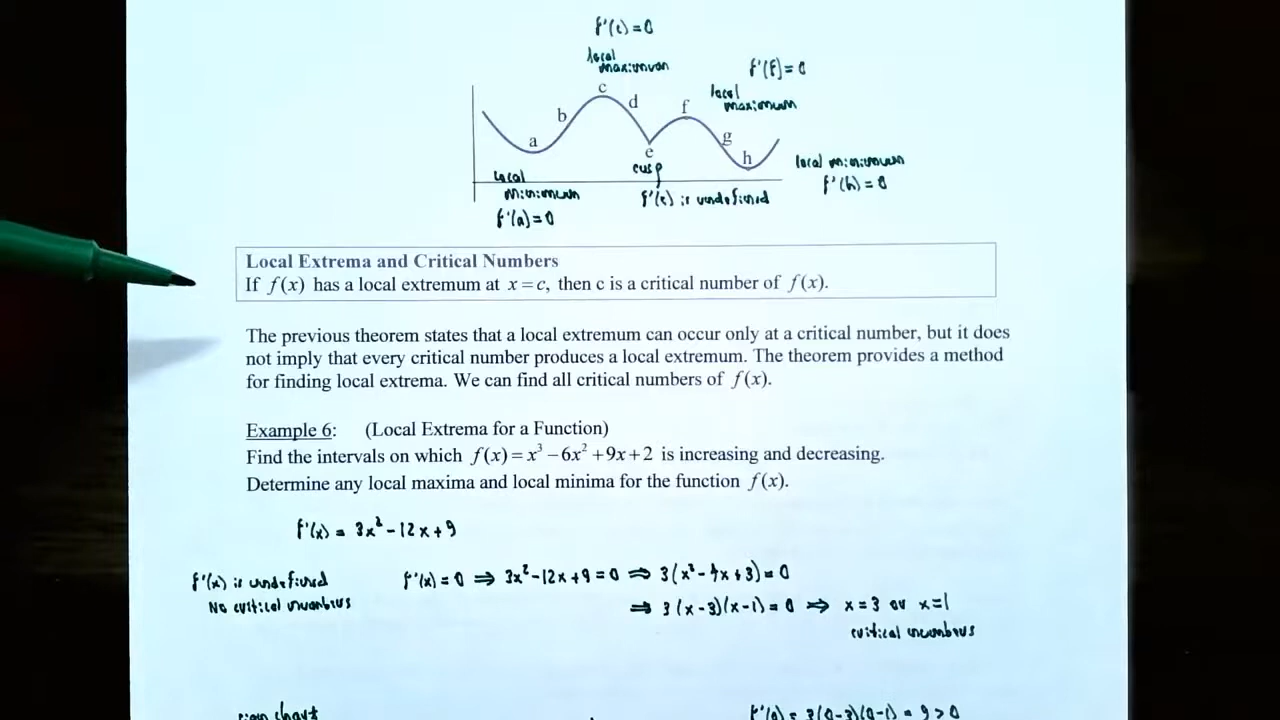 f'(c) = 0
local
maximum
f'(f) = 0
local
maximum
c
d
f
b
a
g
e
h
cusp
local
minimum
f'(a) = 0
f'(e) is undefined
local minimum
f'(h) = 0
Local Extrema and Critical Numbers
If f(x) has a local extremum at x = c, then c is a critical number of f(x).
The previous theorem states that a local extremum can occur only at a critical number, but it does
not imply that every critical number produces a local extremum. The theorem provides a method
for finding local extrema. We can find all critical numbers of f(x).
Example 6: (Local Extrema for a Function)
Find the intervals on which f(x) = x³ − 6x² + 9x + 2 is increasing and decreasing.
Determine any local maxima and local minima for the function f(x).
f'(x) = 3x² − 12x + 9
f'(x) is undefined
No critical numbers
f'(x) = 0 ⇒ 3x² − 12x + 9 = 0 ⇒ 3(x² − 4x + 3) = 0
⇒ 3(x − 3)(x − 1) = 0 ⇒ x = 3 or x = 1
critical numbers
sign chart
f'(0) = 3(0−3)(0−1) = 9 > 0